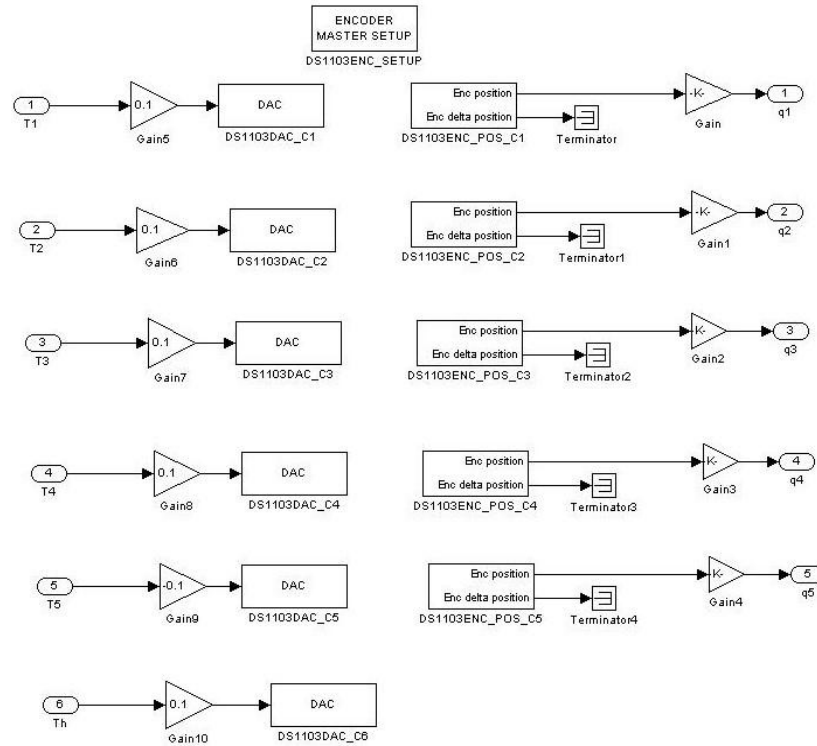 ENCODER
MASTER SETUP
DS1103ENC_SETUP
1
T1
0.1
Gain5
DAC
DS1103DAC_C1
Enc position
Enc delta position
DS1103ENC_POS_C1
Terminator
-K-
Gain
1
q1
2
T2
0.1
Gain6
DAC
DS1103DAC_C2
Enc position
Enc delta position
DS1103ENC_POS_C2
Terminator1
-K-
Gain1
2
q2
3
T3
0.1
Gain7
DAC
DS1103DAC_C3
Enc position
Enc delta position
DS1103ENC_POS_C3
Terminator2
K-
Gain2
3
q3
4
T4
0.1
Gain8
DAC
DS1103DAC_C4
Enc position
Enc delta position
DS1103ENC_POS_C4
Terminator3
K-
Gain3
4
q4
5
T5
-0.1
Gain9
DAC
DS1103DAC_C5
Enc position
Enc delta position
DS1103ENC_POS_C5
Terminator4
K-
Gain4
5
q5
6
Th
0.1
Gain10
DAC
DS1103DAC_C6